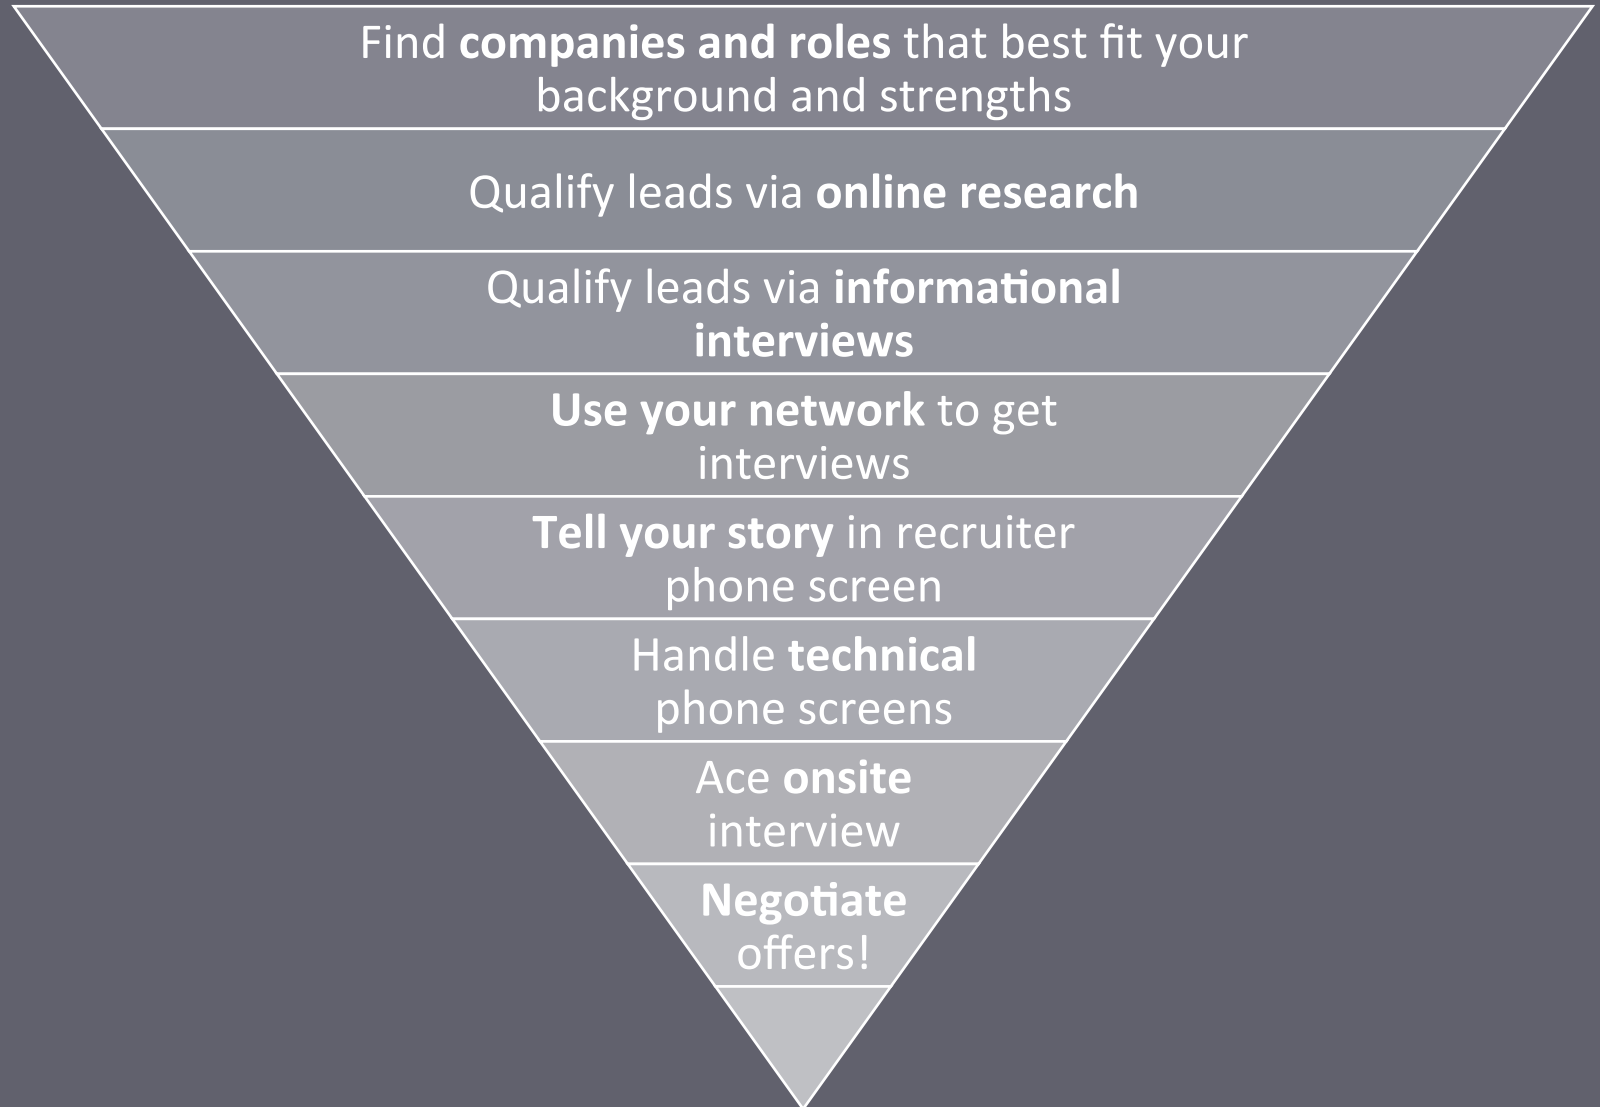 Find companies and roles that best fit your
background and strengths
Qualify leads via online research
Qualify leads via informational
interviews
Use your network to get
interviews
Tell your story in recruiter
phone screen
Handle technical
phone screens
Ace onsite
interview
Negotiate
offers!